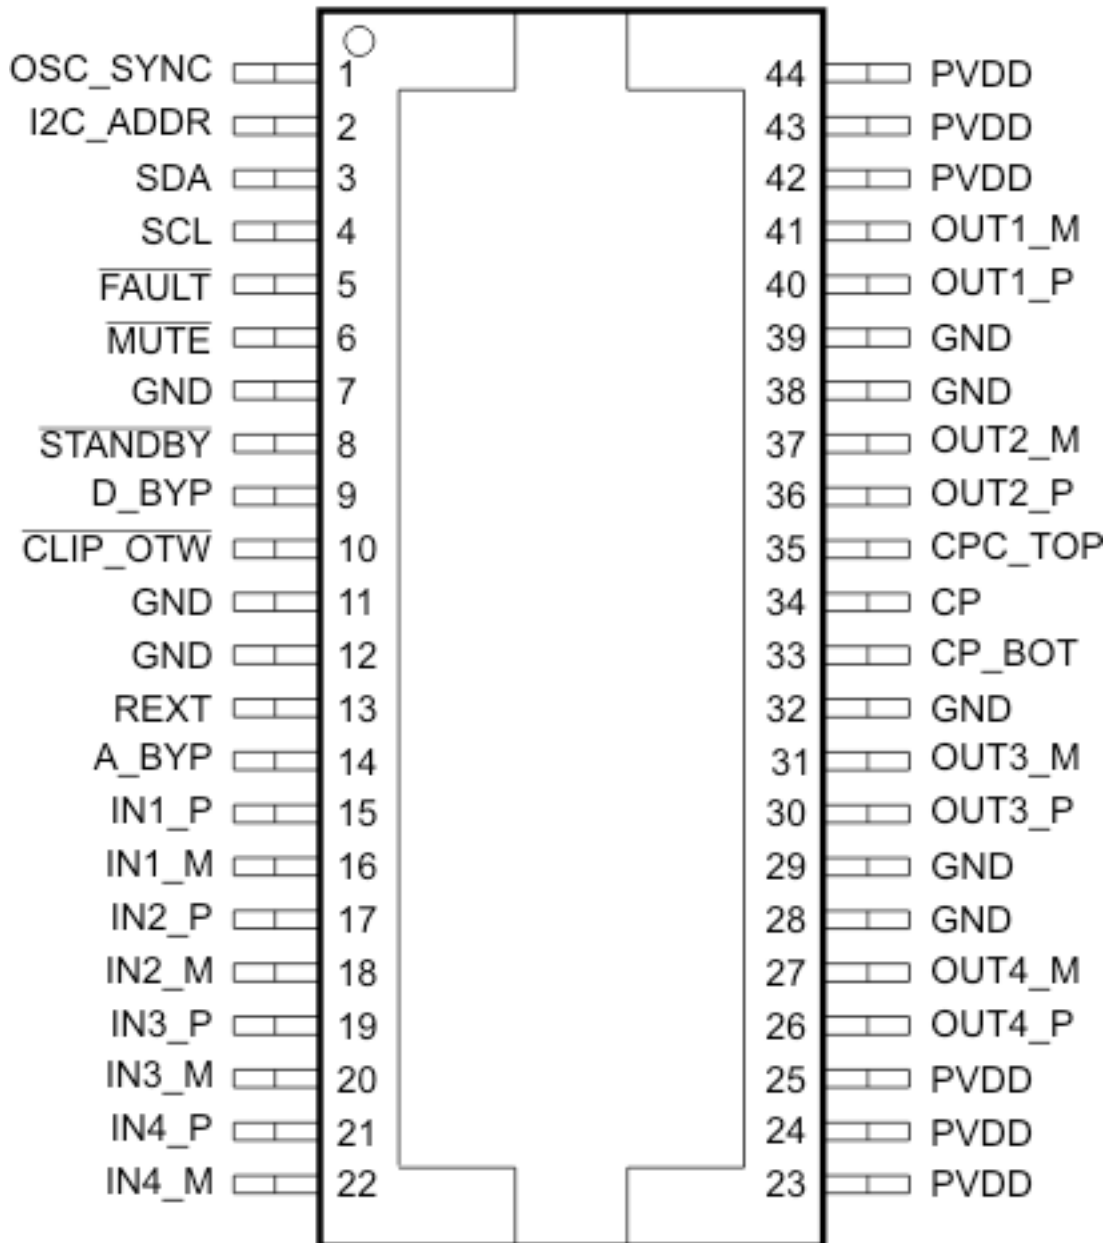 OSC_SYNC 1 44 PVDD
I2C_ADDR 2 43 PVDD
SDA 3 42 PVDD
SCL 4 41 OUT1_M
FAULT 5 40 OUT1_P
MUTE 6 39 GND
GND 7 38 GND
STANDBY 8 37 OUT2_M
D_BYP 9 36 OUT2_P
CLIP_OTW 10 35 CPC_TOP
GND 11 34 CP
GND 12 33 CP_BOT
REXT 13 32 GND
A_BYP 14 31 OUT3_M
IN1_P 15 30 OUT3_P
IN1_M 16 29 GND
IN2_P 17 28 GND
IN2_M 18 27 OUT4_M
IN3_P 19 26 OUT4_P
IN3_M 20 25 PVDD
IN4_P 21 24 PVDD
IN4_M 22 23 PVDD